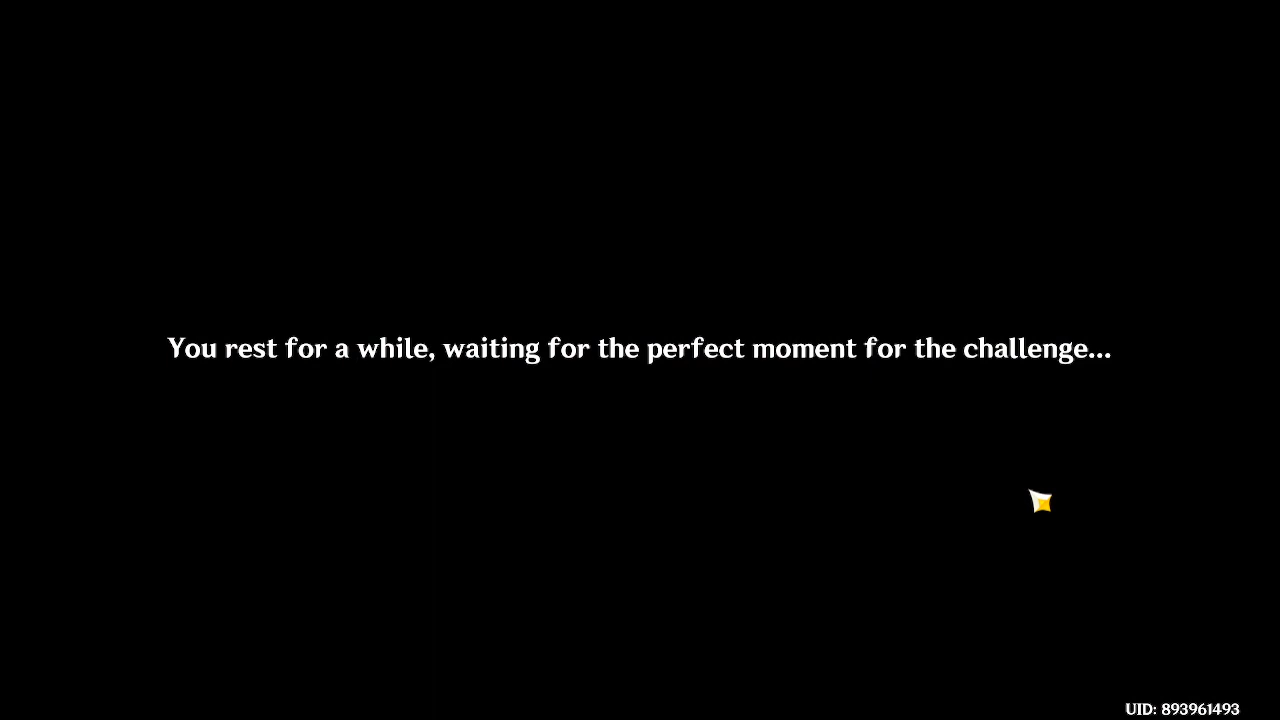 You rest for a while, waiting for the perfect moment for the challenge...
UID: 893961493